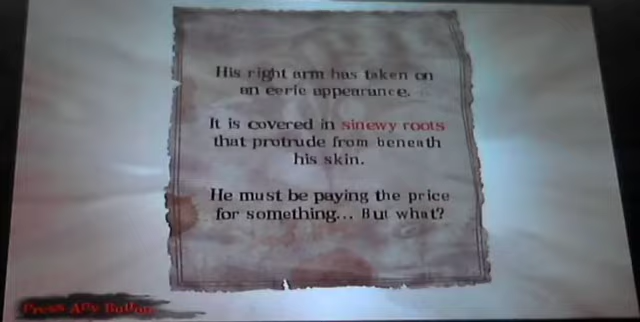 His right arm has taken on
an eerie appearance.
It is covered in sinewy roots
that protrude from beneath
his skin.
He must be paying the price
for something... But what?
Press Any Button